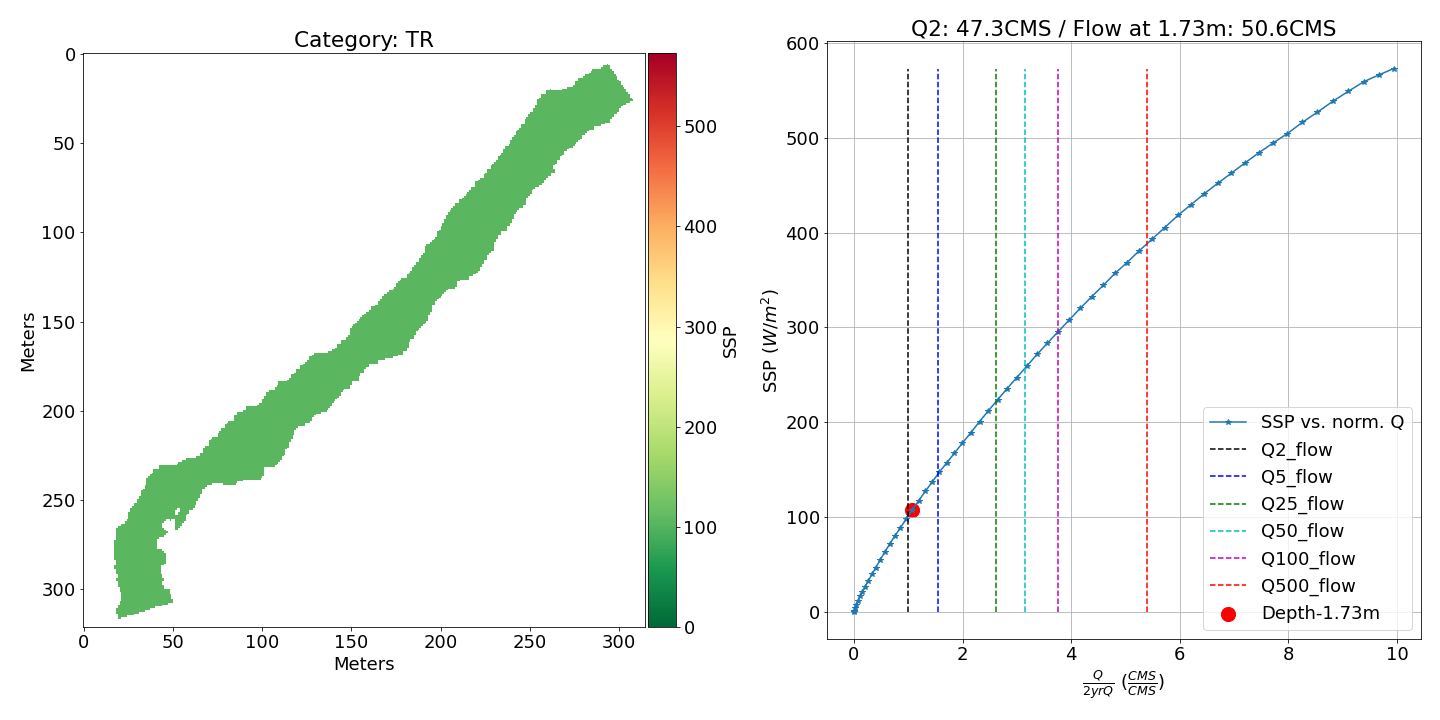 Category: TR
0
50
100
150
200
250
300
Meters
0
50
100
150
200
250
300
Meters
500
400
300
200
100
0
SSP
Q2: 47.3CMS / Flow at 1.73m: 50.6CMS
600
500
400
300
200
100
0
SSP (W/m²)
0
2
4
6
8
10
Q/2yrQ (CMS/CMS)
SSP vs. norm. Q
Q2_flow
Q5_flow
Q25_flow
Q50_flow
Q100_flow
Q500_flow
Depth-1.73m